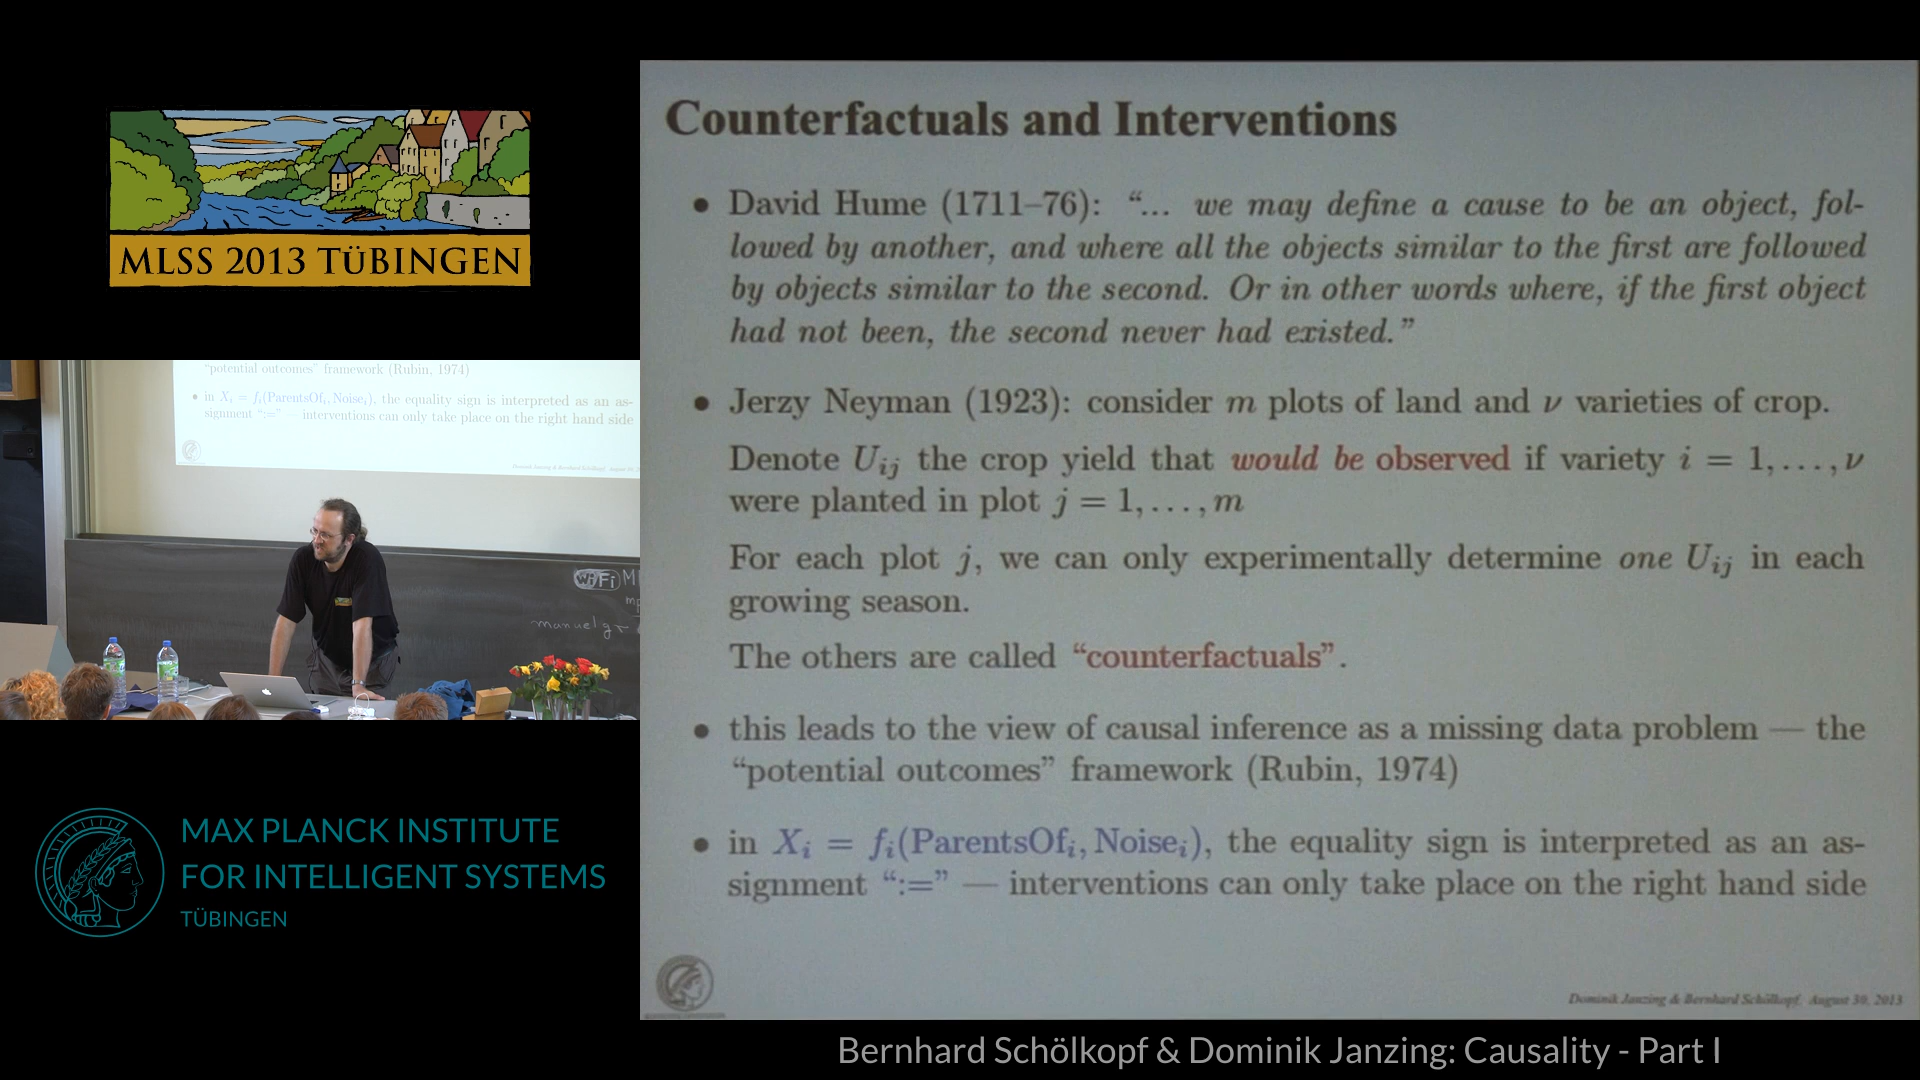 MLSS 2013 TÜBINGEN
Counterfactuals and Interventions
• David Hume (1711–76): “... we may define a cause to be an object, fol-
lowed by another, and where all the objects similar to the first are followed
by objects similar to the second. Or in other words where, if the first object
had not been, the second never had existed.”
• Jerzy Neyman (1923): consider m plots of land and ν varieties of crop.
Denote Uij the crop yield that would be observed if variety i = 1, . . . , ν
were planted in plot j = 1, . . . , m
For each plot j, we can only experimentally determine one Uij in each
growing season.
The others are called “counterfactuals”.
• this leads to the view of causal inference as a missing data problem — the
“potential outcomes” framework (Rubin, 1974)
• in Xi = fi(ParentsOfi, Noisei), the equality sign is interpreted as an as-
signment “:=” — interventions can only take place on the right hand side
Dominik Janzing & Bernhard Schölkopf, August 30, 2013
“potential outcomes” framework (Rubin, 1974)
• in Xi = fi(ParentsOfi, Noisei), the equality sign is interpreted as an as-
signment “:=” — interventions can only take place on the right hand side
Dominik Janzing & Bernhard Schölkopf, August 30, 2
WiFi M
manuel gr
MAX PLANCK INSTITUTE
FOR INTELLIGENT SYSTEMS
TÜBINGEN
Bernhard Schölkopf & Dominik Janzing: Causality - Part I